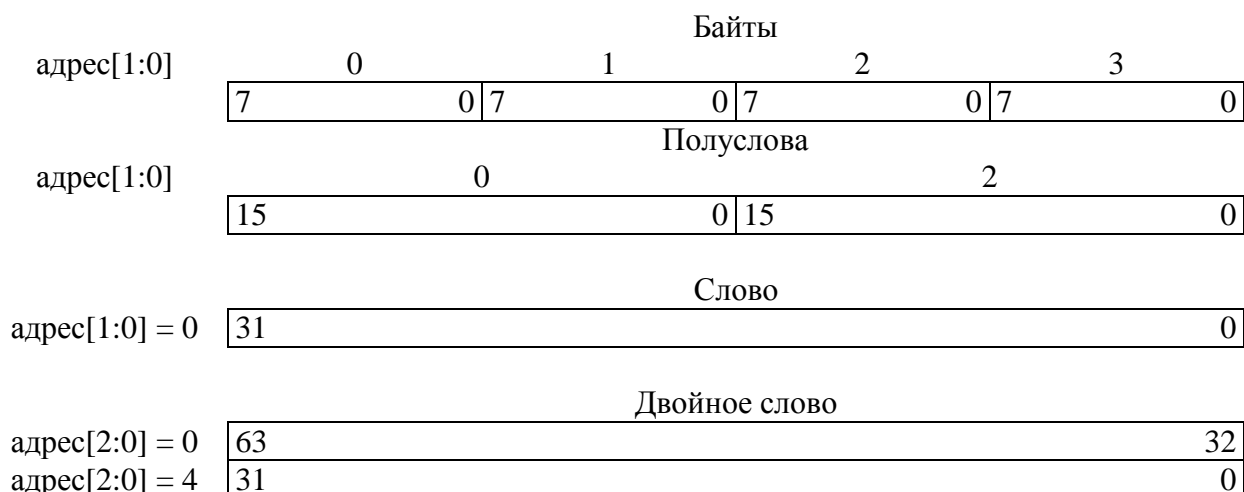 Байты
адрес[1:0] 0 1 2 3
7 0 7 0 7 0 7 0
Полуслова
адрес[1:0] 0 2
15 0 15 0
Слово
адрес[1:0] = 0 31 0
Двойное слово
адрес[2:0] = 0 63 32
адрес[2:0] = 4 31 0